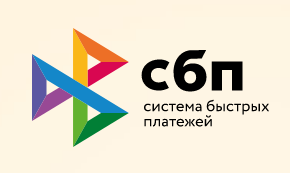 сбп
система быстрых
платежей